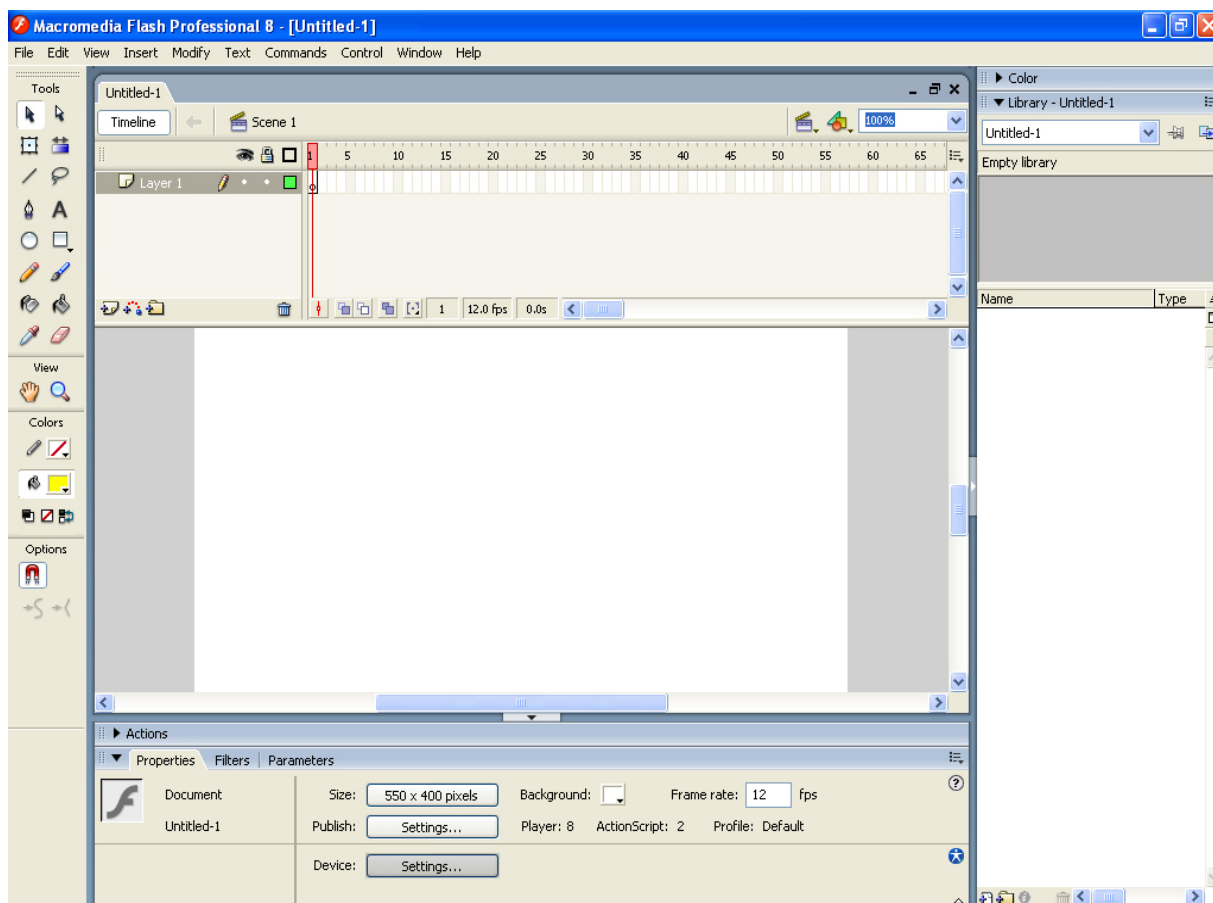 Macromedia Flash Professional 8 - [Untitled-1]
File Edit View Insert Modify Text Commands Control Window Help
Tools
View
Colors
Options
Untitled-1
Timeline
Scene 1
100%
1 5 10 15 20 25 30 35 40 45 50 55 60 65
Layer 1
1 12.0 fps 0.0s
Actions
Properties Filters Parameters
Document
Size: 550 x 400 pixels Background: Frame rate: 12 fps
Untitled-1
Publish: Settings... Player: 8 ActionScript: 2 Profile: Default
Device: Settings...
Color
Library - Untitled-1
Untitled-1
Empty library
Name Type